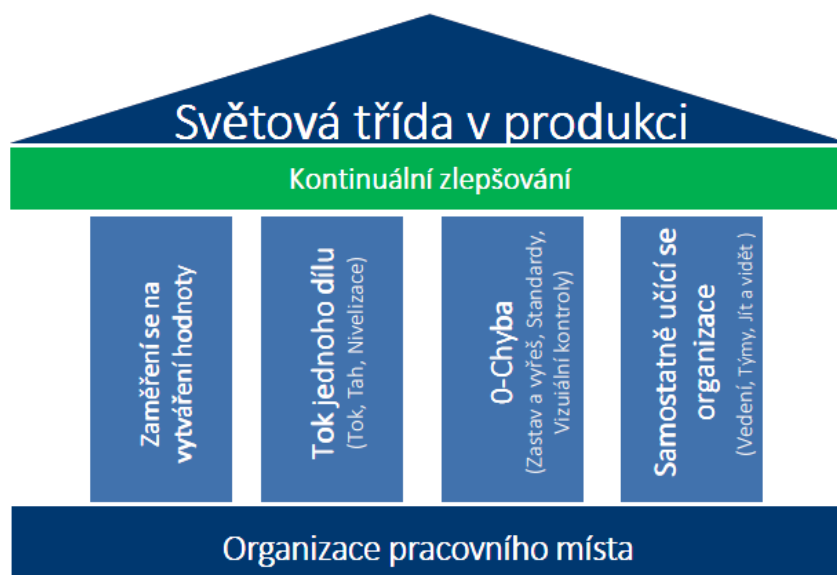 Světová třída v produkci
Kontinuální zlepšování
Zaměření se na
vytváření hodnoty
Tok jednoho dílu
(Tok, Tah, Nivelizace)
0-Chyba
(Zastav a vyřeš, Standardy,
Vizuiální kontroly)
Samostatně učící se
organizace
(Vedení, Týmy, Jít a vidět )
Organizace pracovního místa